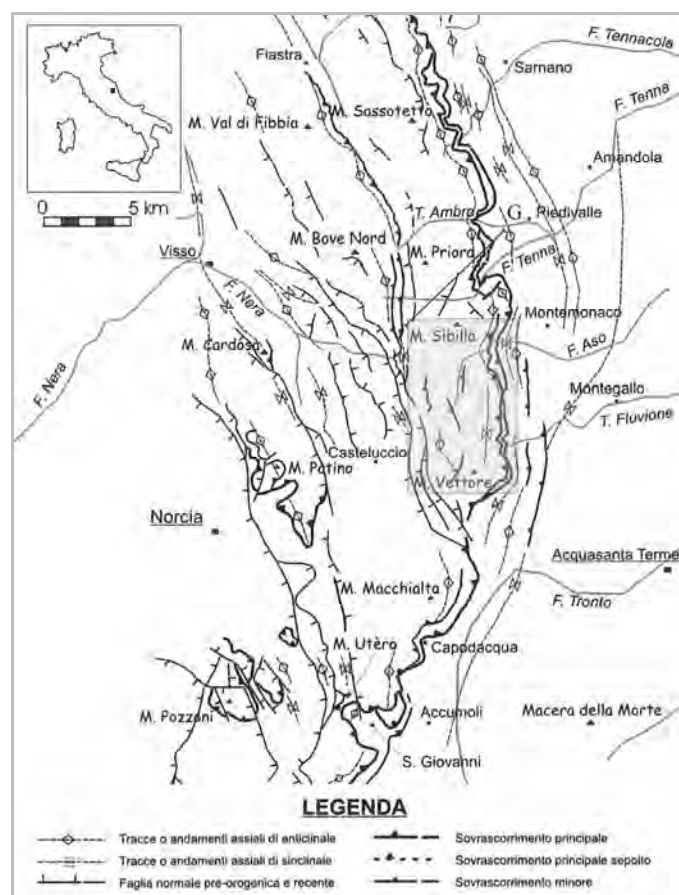 Fiastra
Sarnano
F. Tennacola
M. Sassotetto
F. Tenna
M. Val di Fibbia
Amandola
0 5 km
T. Ambro
G
Piedivalle
M. Bove Nord
M. Priora
Visso
F. Tenna
F. Nera
Montemonaco
M. Sibilla
M. Cardosa
F. Aso
F. Nera
Montegallo
T. Fluvione
Casteluccio
M. Patino
M. Vettore
Norcia
Acquasanta Terme
M. Macchialta
F. Tronto
M. Utèro
Capodacqua
M. Pozzoni
Accumoli
Macera della Morte
S. Giovanni
LEGENDA
Tracce o andamenti assiali di anticlinale Sovrascorrimento principale
Tracce o andamenti assiali di sinclinale Sovrascorrimento principale sepolto
Faglia normale pre-orogenica e recente Sovrascorrimento minore